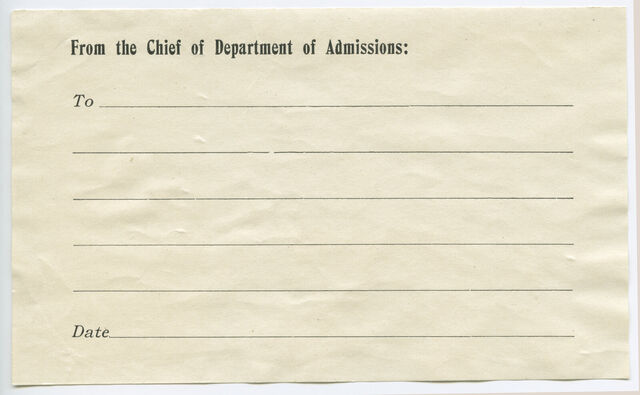 From the Chief of Department of Admissions:
To
Date